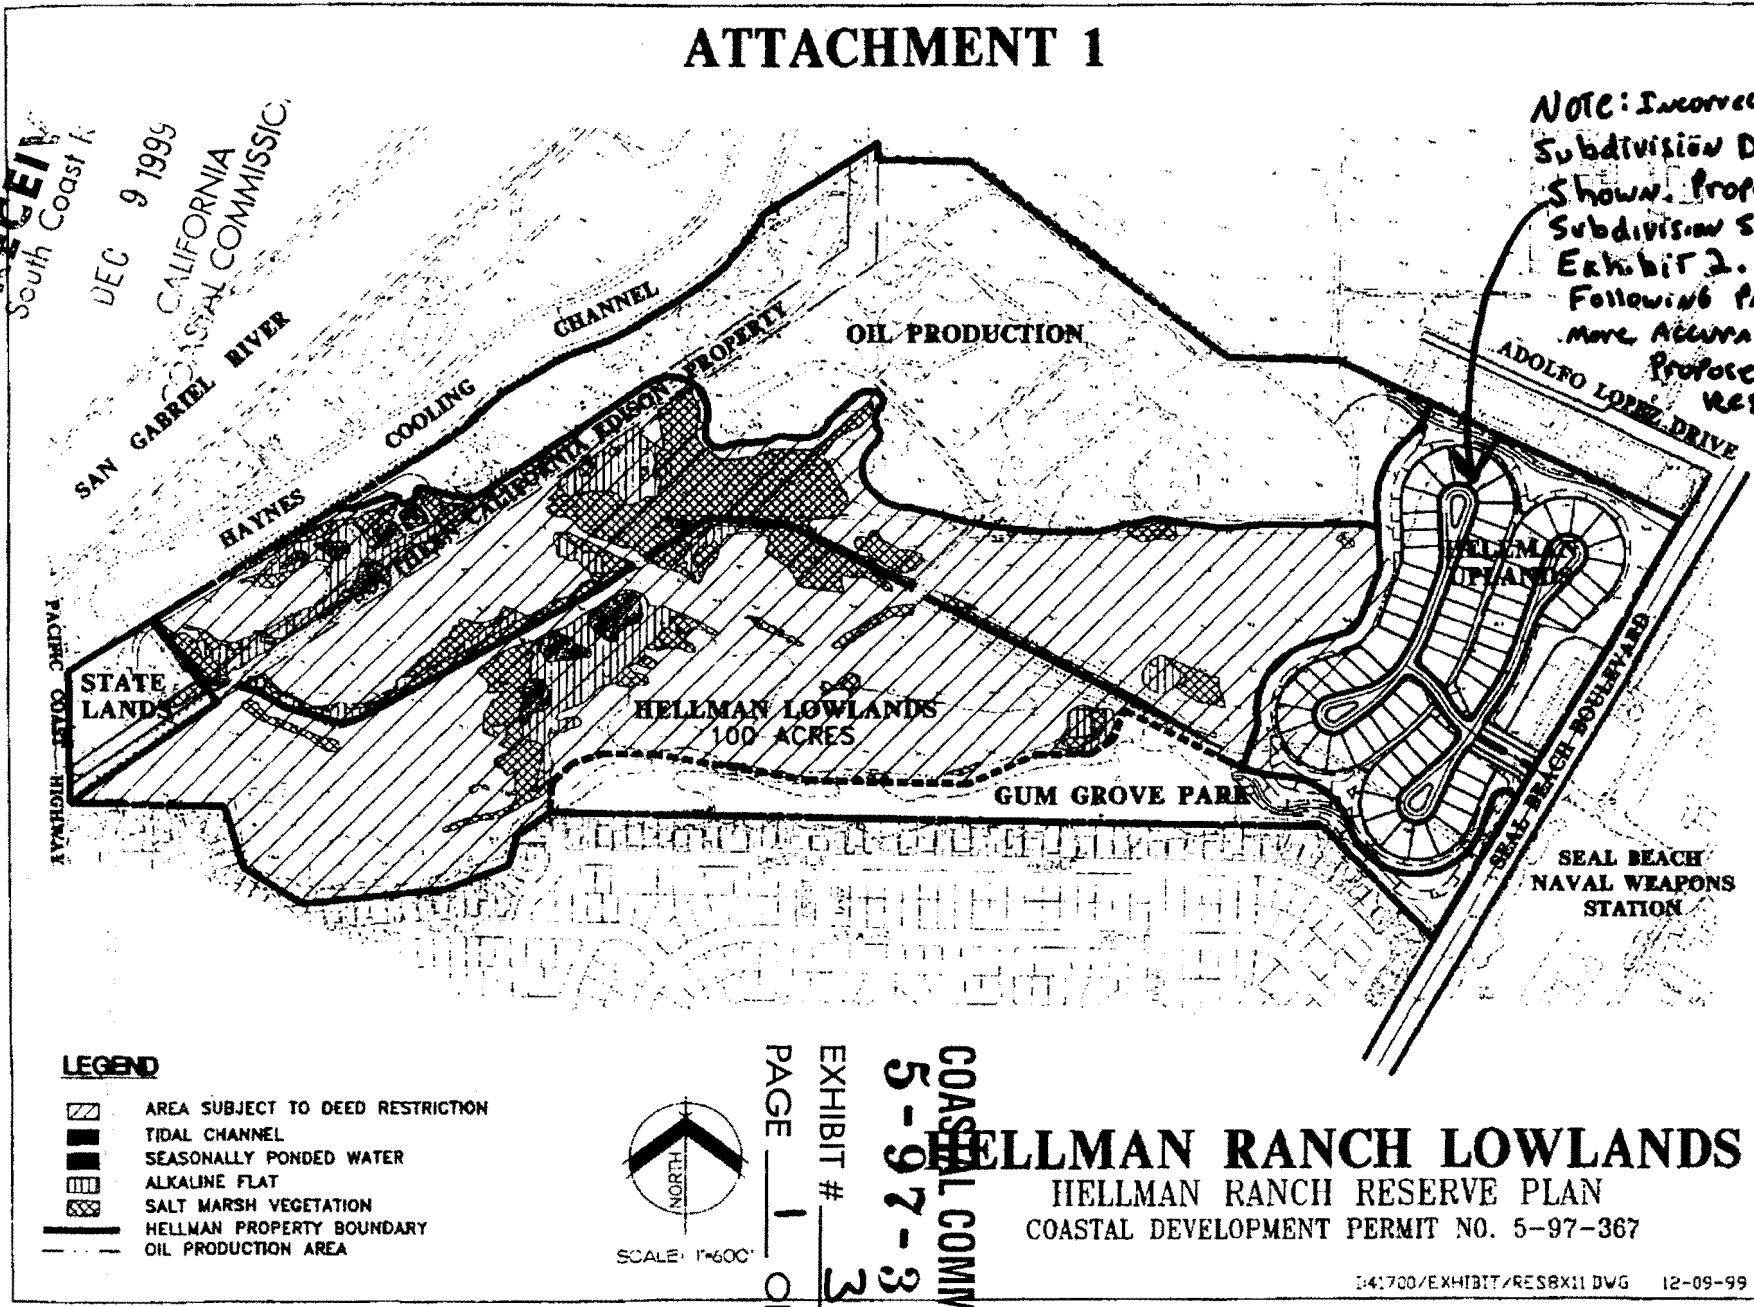 ATTACHMENT 1
South Coast
DEC 9 1999
CALIFORNIA
COASTAL COMMISSION
NOTE: Incorrec
Subdivision D
Shown. Prop
Subdivision S
Exhibit 2.
Following P
more Accura
Propose
SAN GABRIEL RIVER
HAYNES COOLING CHANNEL
SOUTHERN CALIFORNIA EDISON PROPERTY
OIL PRODUCTION
ADOLFO LOPEZ DRIVE
HELLMAN
UPLANDS
PACIFIC COAST HIGHWAY
STATE
LANDS
HELLMAN LOWLANDS
100 ACRES
GUM GROVE PARK
SEAL BEACH BOULEVARD
SEAL BEACH
NAVAL WEAPONS
STATION
LEGEND
AREA SUBJECT TO DEED RESTRICTION
TIDAL CHANNEL
SEASONALLY PONDED WATER
ALKALINE FLAT
SALT MARSH VEGETATION
HELLMAN PROPERTY BOUNDARY
OIL PRODUCTION AREA
NORTH
SCALE: 1"=600'
COASTAL COMM
5-97-3
EXHIBIT # 3
PAGE 1 O
HELLMAN RANCH LOWLANDS
HELLMAN RANCH RESERVE PLAN
COASTAL DEVELOPMENT PERMIT NO. 5-97-367
12-09-99